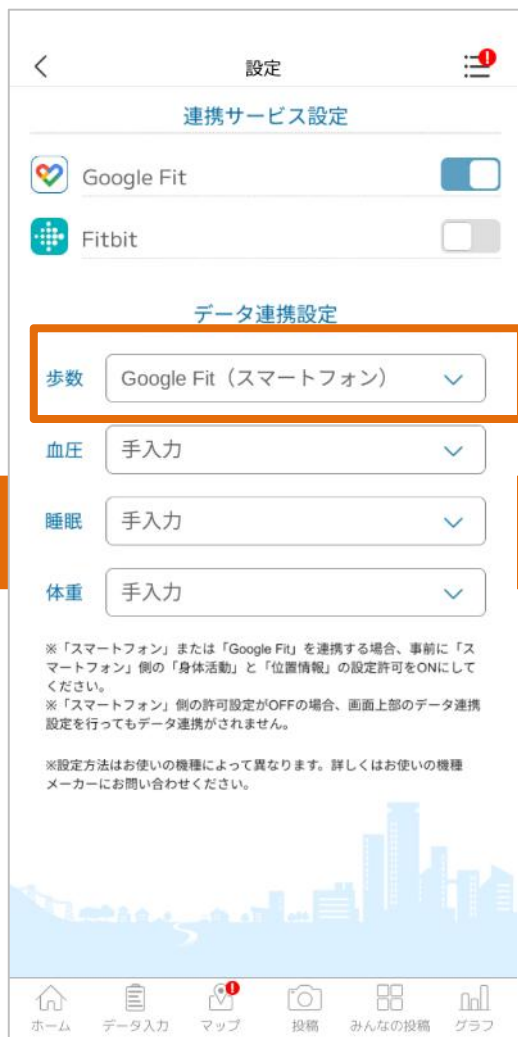 設定
!
連携サービス設定
Google Fit
Fitbit
データ連携設定
歩数 Google Fit（スマートフォン）
血圧 手入力
睡眠 手入力
体重 手入力
※「スマートフォン」または「Google Fit」を連携する場合、事前に「ス
マートフォン」側の「身体活動」と「位置情報」の設定許可をONにして
ください。
※「スマートフォン」側の許可設定がOFFの場合、画面上部のデータ連携
設定を行ってもデータ連携がされません。
※設定方法はお使いの機種によって異なります。詳しくはお使いの機種
メーカーにお問い合わせください。
!
ホーム データ入力 マップ 投稿 みんなの投稿 グラフ